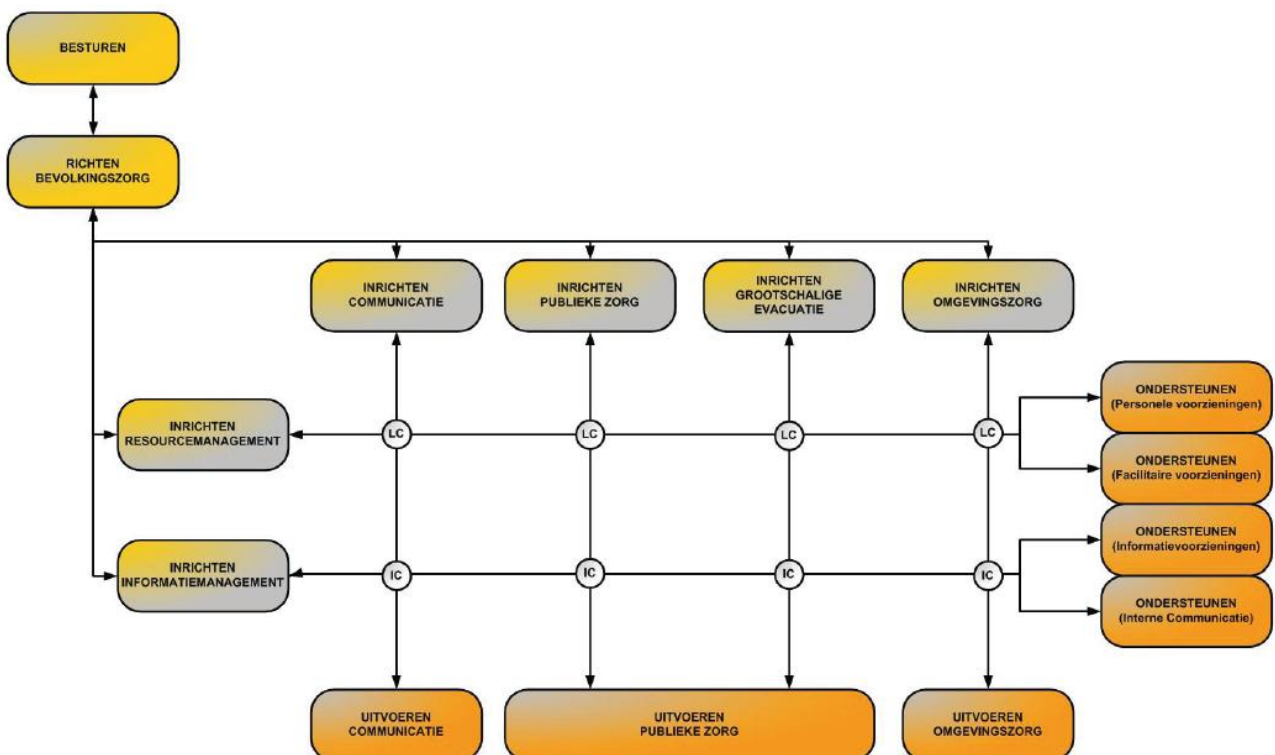 BESTUREN
RICHTEN
BEVOLKINGSZORG
INRICHTEN
COMMUNICATIE
INRICHTEN
PUBLIEKE ZORG
INRICHTEN
GROOTSCHALIGE
EVACUATIE
INRICHTEN
OMGEVINGSZORG
INRICHTEN
RESOURCEMANAGEMENT
LC
LC
LC
LC
ONDERSTEUNEN
(Personele voorzieningen)
ONDERSTEUNEN
(Facilitaire voorzieningen)
INRICHTEN
INFORMATIEMANAGEMENT
IC
IC
IC
IC
ONDERSTEUNEN
(Informatievoorzieningen)
ONDERSTEUNEN
(Interne Communicatie)
UITVOEREN
COMMUNICATIE
UITVOEREN
PUBLIEKE ZORG
UITVOEREN
OMGEVINGSZORG